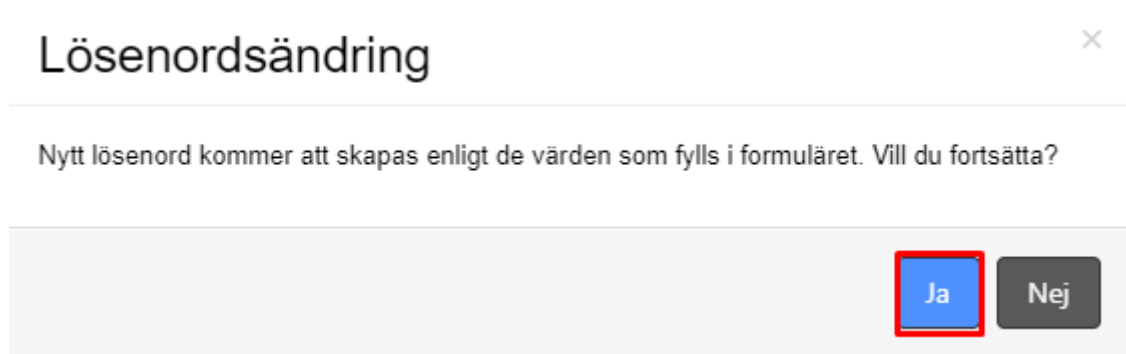 Lösenordsändring
Nytt lösenord kommer att skapas enligt de värden som fylls i formuläret. Vill du fortsätta?
Ja
Nej